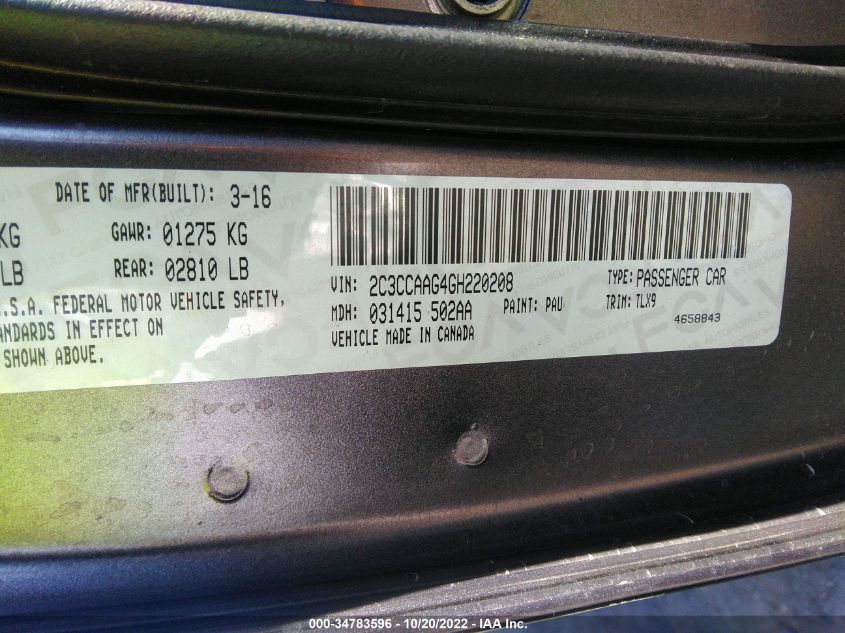 DATE OF MFR(BUILT): 3-16
KG GAWR: 01275 KG
LB REAR: 02810 LB
.S.A. FEDERAL MOTOR VEHICLE SAFETY,
ANDARDS IN EFFECT ON
SHOWN ABOVE.
VIN: 2C3CCAAG4GH220208 TYPE: PASSENGER CAR
MDH: 031415 502AA PAINT: PAU TRIM: TLX9
VEHICLE MADE IN CANADA 4658843
000-34783596 - 10/20/2022 - IAA Inc.